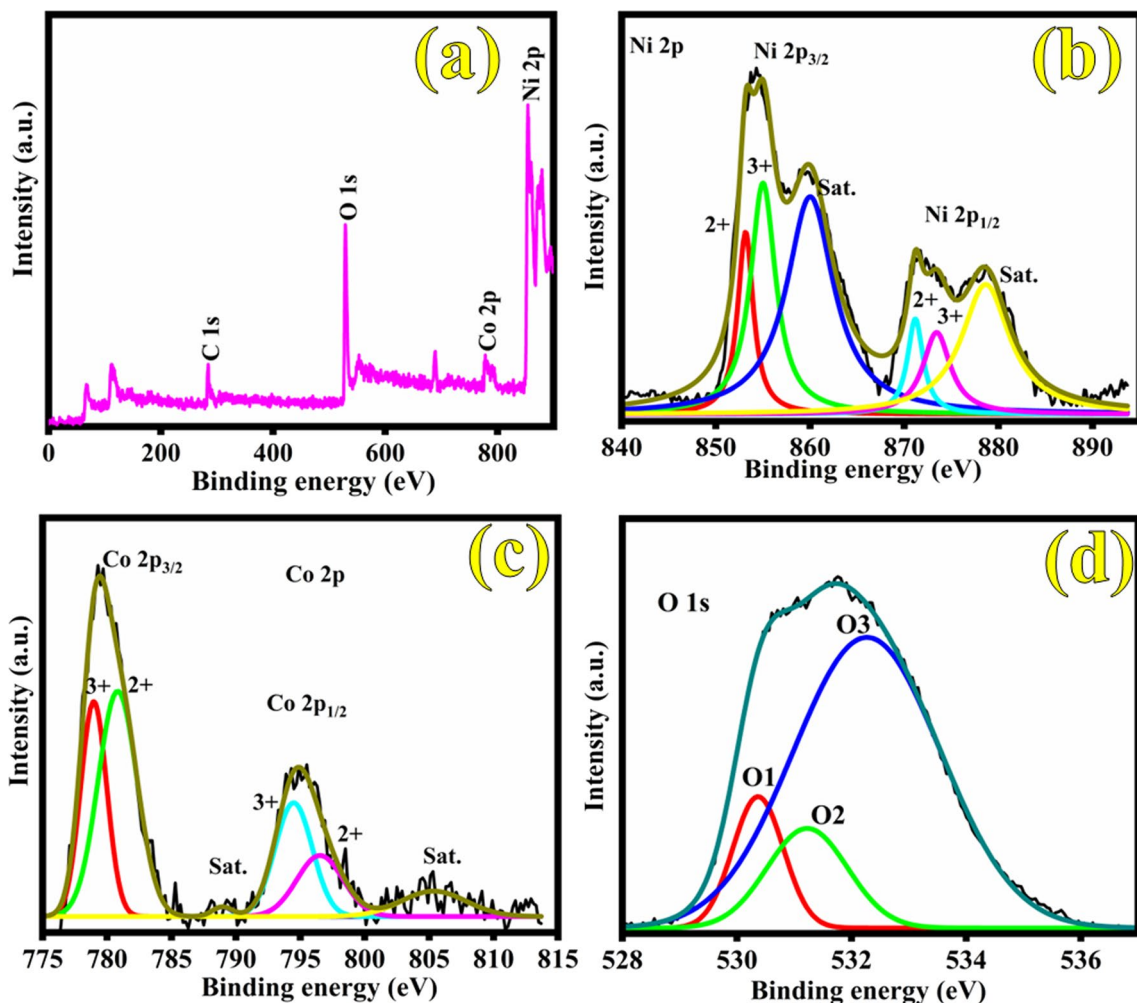 (a)
Intensity (a.u.)
C 1s
O 1s
Co 2p
Ni 2p
0 200 400 600 800
Binding energy (eV)
(b)
Intensity (a.u.)
Ni 2p
Ni 2p3/2
2+
3+
Sat.
Ni 2p1/2
2+
3+
Sat.
840 850 860 870 880 890
Binding energy (eV)
(c)
Intensity (a.u.)
Co 2p3/2
Co 2p
3+
2+
Co 2p1/2
3+
2+
Sat.
Sat.
775 780 785 790 795 800 805 810 815
Binding energy (eV)
(d)
Intensity (a.u.)
O 1s
O3
O1
O2
528 530 532 534 536
Binding energy (eV)